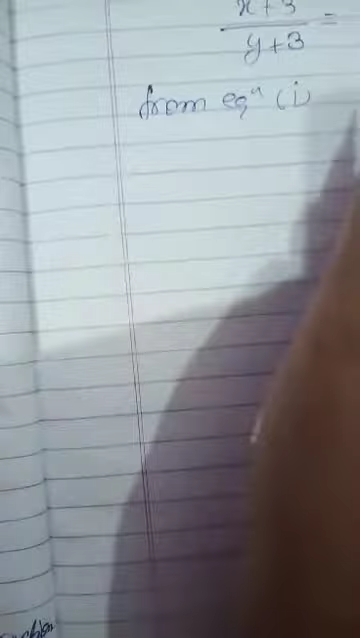 x+3
y+3 =
from eqⁿ (i)